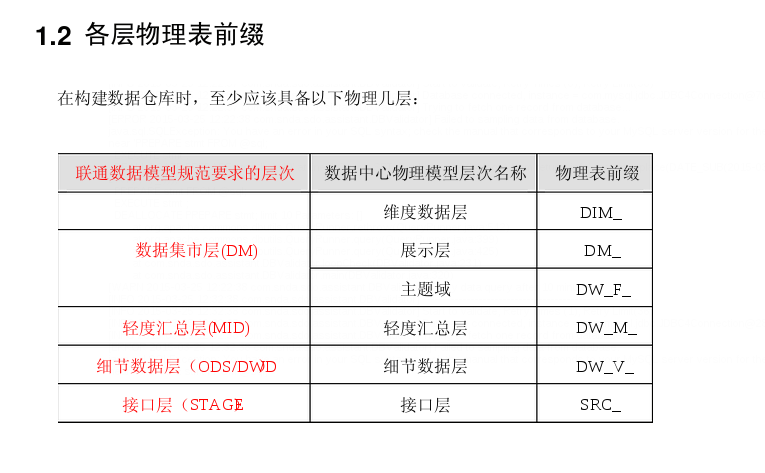 1.2 各层物理表前缀
在构建数据仓库时，至少应该具备以下物理几层：
联通数据模型规范要求的层次 数据中心物理模型层次名称 物理表前缀
维度数据层 DIM_
数据集市层(DM) 展示层 DM_
主题域 DW_F_
轻度汇总层(MID) 轻度汇总层 DW_M_
细节数据层（ODS/DWD 细节数据层 DW_V_
接口层（STAGE 接口层 SRC_